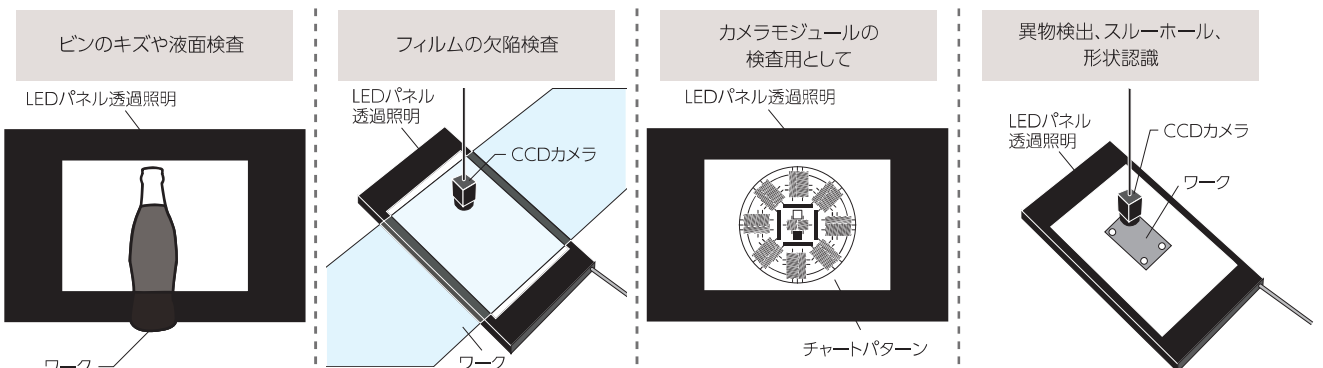 ビンのキズや液面検査
LEDパネル透過照明
ワーク
フィルムの欠陥検査
LEDパネル
透過照明
CCDカメラ
ワーク
カメラモジュールの
検査用として
LEDパネル透過照明
チャートパターン
異物検出、スルーホール、
形状認識
LEDパネル
透過照明
CCDカメラ
ワーク